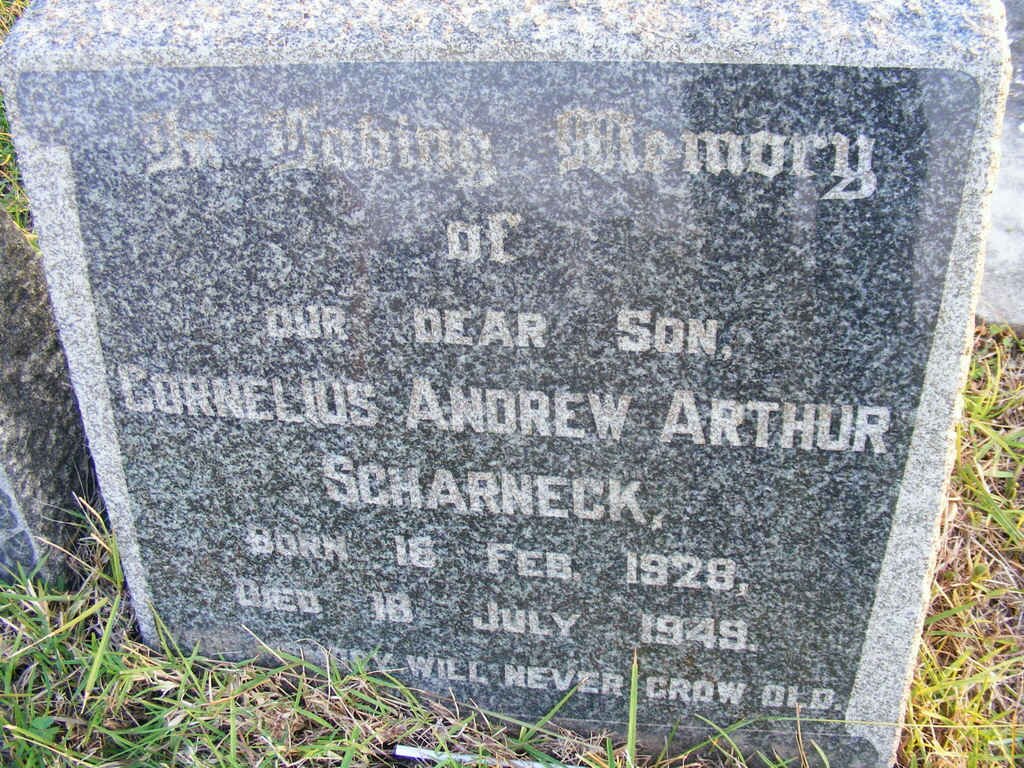 In Loving Memory
of
OUR DEAR SON,
CORNELIUS ANDREW ARTHUR
SCHARNECK,
BORN 16 FEB. 1928,
DIED 18 JULY 1949.
WILL NEVER GROW OLD.